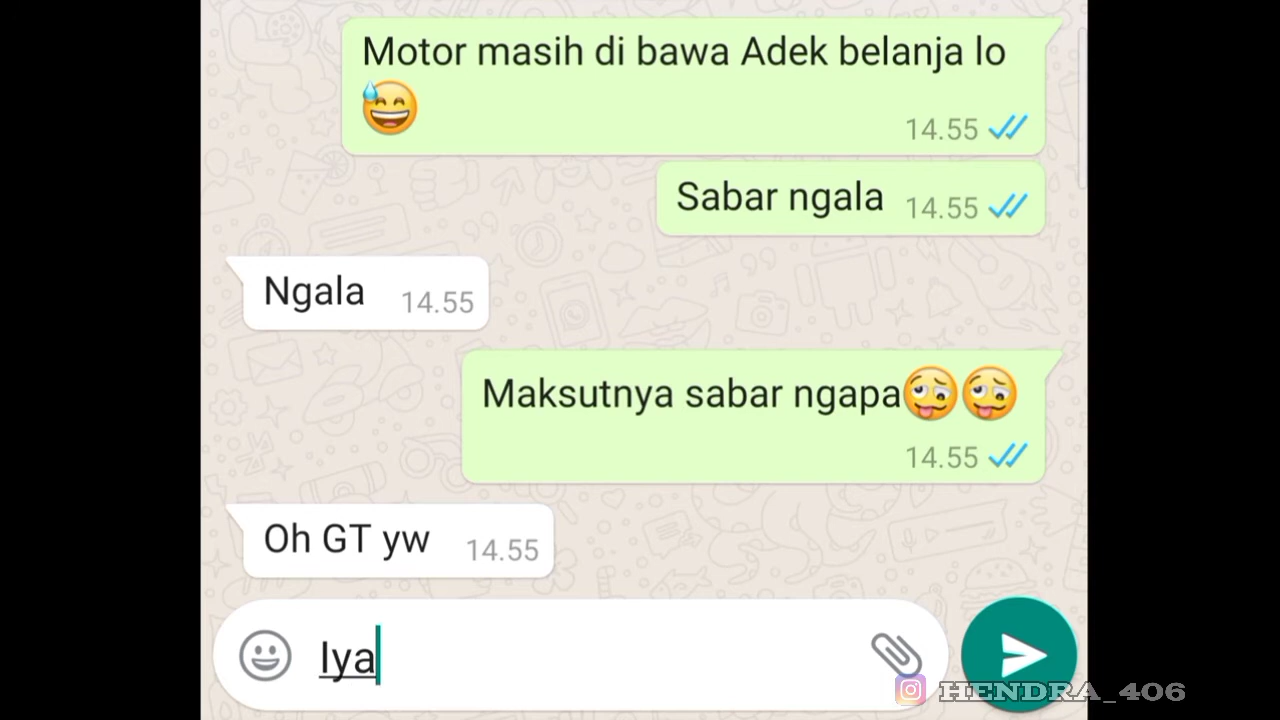 Motor masih di bawa Adek belanja lo
😅
14.55
Sabar ngala 14.55
Ngala 14.55
Maksutnya sabar ngapa🥴🥴
14.55
Oh GT yw 14.55
Iya
HENDRA_406